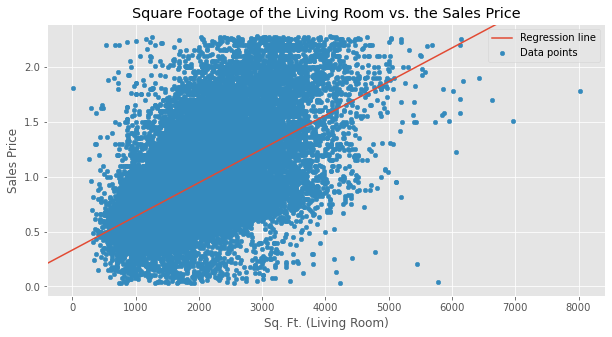 Square Footage of the Living Room vs. the Sales Price
Regression line
Data points
2.0
1.5
1.0
0.5
0.0
Sales Price
0 1000 2000 3000 4000 5000 6000 7000 8000
Sq. Ft. (Living Room)